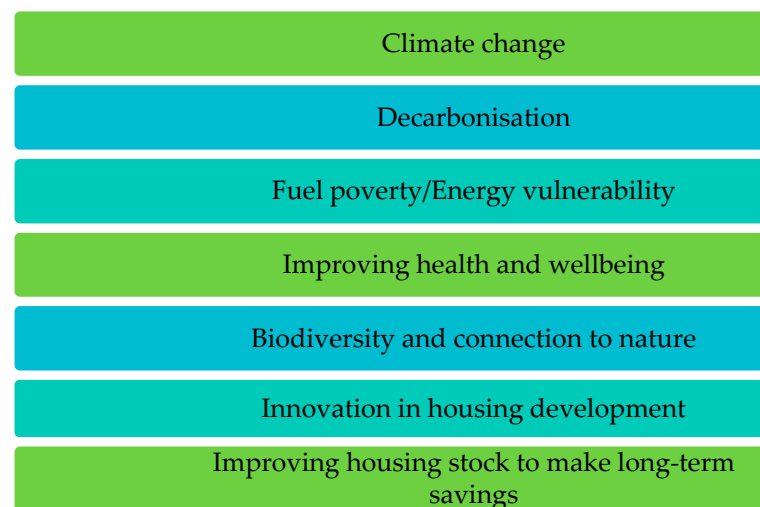 Climate change
Decarbonisation
Fuel poverty/Energy vulnerability
Improving health and wellbeing
Biodiversity and connection to nature
Innovation in housing development
Improving housing stock to make long-term
savings